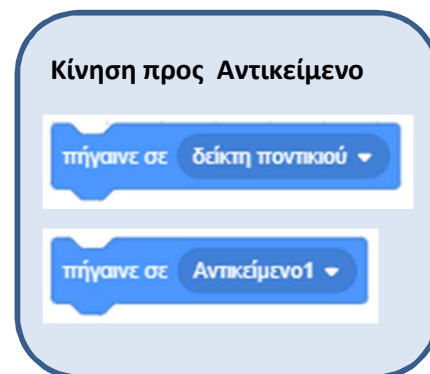 Κίνηση προς Αντικείμενο
πήγαινε σε δείκτη ποντικιού
πήγαινε σε Αντικείμενο1